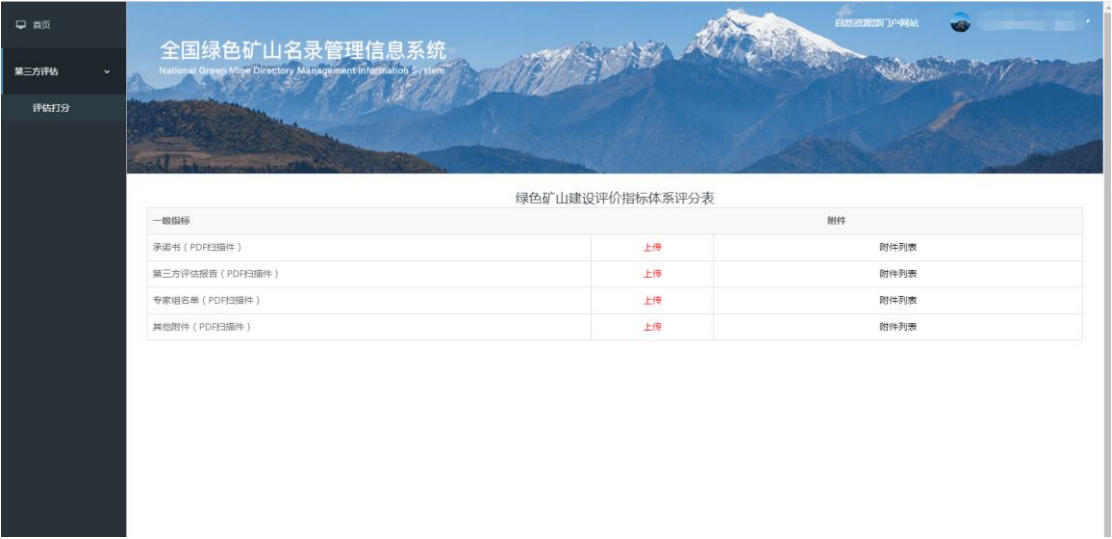 首页
自然资源部门户网站
全国绿色矿山名录管理信息系统
National Green Mine Directory Management Information System
第三方评估
评估打分
绿色矿山建设评价指标体系评分表
一级指标 附件
承诺书(PDF扫描件) 上传 附件列表
第三方评估报告(PDF扫描件) 上传 附件列表
专家组名单(PDF扫描件) 上传 附件列表
其他附件(PDF扫描件) 上传 附件列表